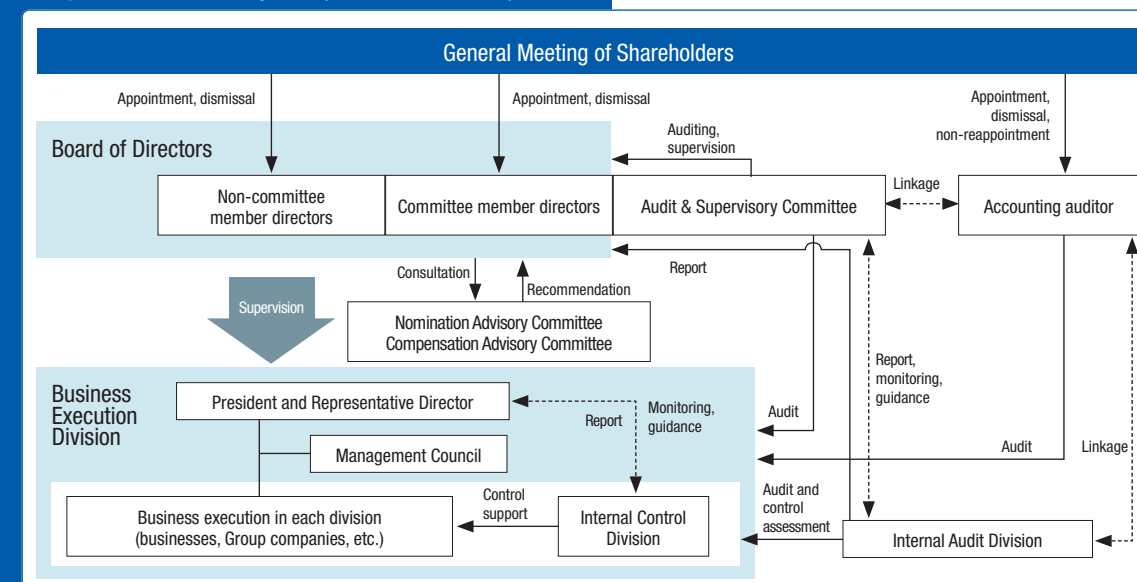 General Meeting of Shareholders
Appointment, dismissal
Appointment, dismissal
Appointment,
dismissal,
non-reappointment
Board of Directors
Auditing,
supervision
Non-committee
member directors
Committee member directors
Audit & Supervisory Committee
Linkage
Accounting auditor
Consultation
Recommendation
Report
Supervision
Nomination Advisory Committee
Compensation Advisory Committee
Report,
monitoring,
guidance
Business
Execution
Division
President and Representative Director
Report
Monitoring,
guidance
Audit
Management Council
Audit
Linkage
Business execution in each division
(businesses, Group companies, etc.)
Control
support
Internal Control
Division
Audit and
control
assessment
Internal Audit Division